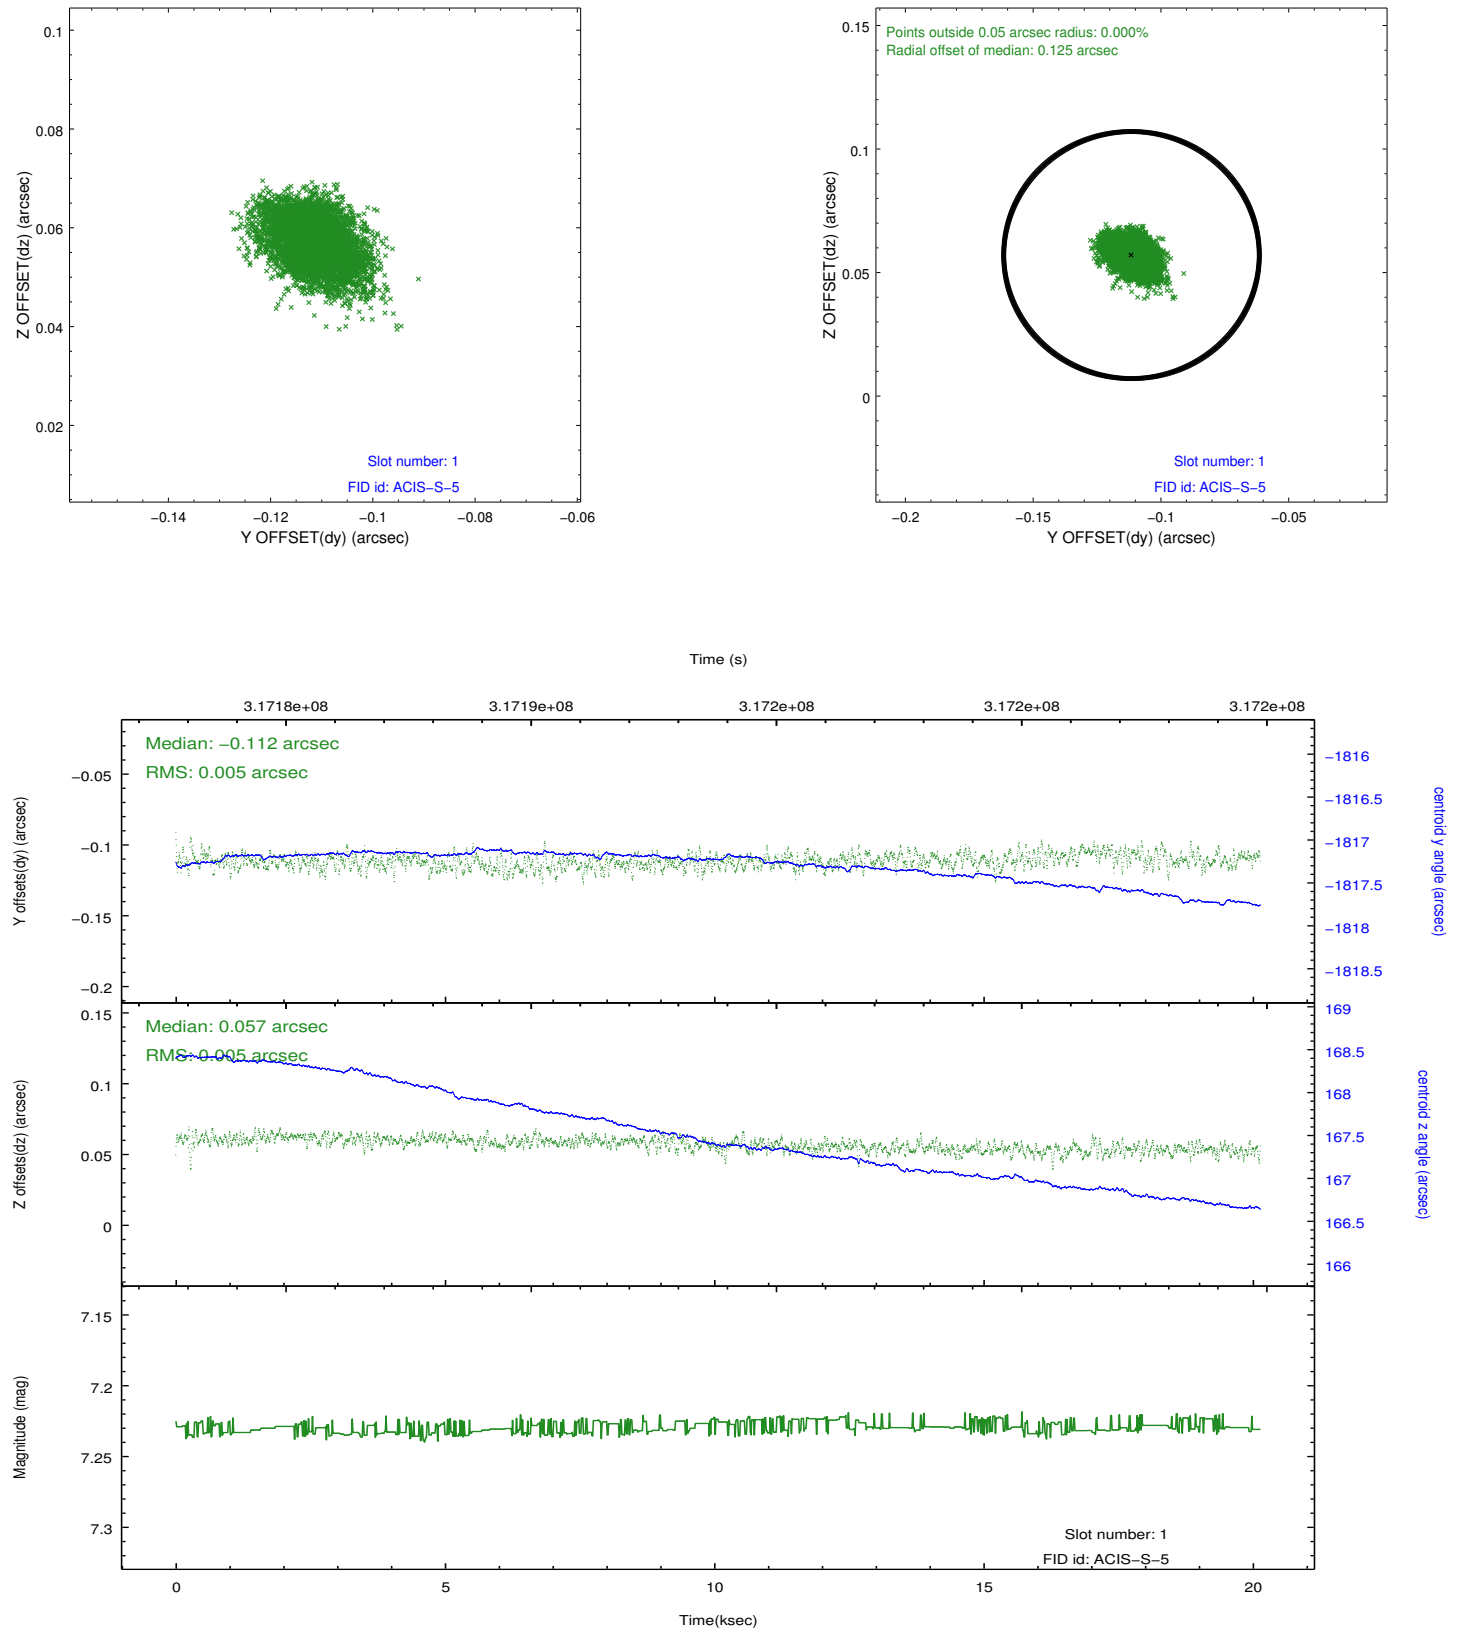 0.1
0.08
0.06
0.04
0.02
Z OFFSET(dz) (arcsec)
Slot number: 1
FID id: ACIS−S−5
−0.14 −0.12 −0.1 −0.08 −0.06
Y OFFSET(dy) (arcsec)
Points outside 0.05 arcsec radius: 0.000%
Radial offset of median: 0.125 arcsec
0.15
0.1
0.05
0
Z OFFSET(dz) (arcsec)
Slot number: 1
FID id: ACIS−S−5
−0.2 −0.15 −0.1 −0.05
Y OFFSET(dy) (arcsec)
Time (s)
3.1718e+08 3.1719e+08 3.172e+08 3.172e+08 3.172e+08
Median: −0.112 arcsec
RMS: 0.005 arcsec
−0.05
−0.1
−0.15
−0.2
Y offsets(dy) (arcsec)
−1816
−1816.5
−1817
−1817.5
−1818
−1818.5
centroid y angle (arcsec)
Median: 0.057 arcsec
RMS: 0.005 arcsec
0.15
0.1
0.05
0
Z offsets(dz) (arcsec)
169
168.5
168
167.5
167
166.5
166
centroid z angle (arcsec)
7.15
7.2
7.25
7.3
Magnitude (mag)
Slot number: 1
FID id: ACIS−S−5
0 5 10 15 20
Time(ksec)